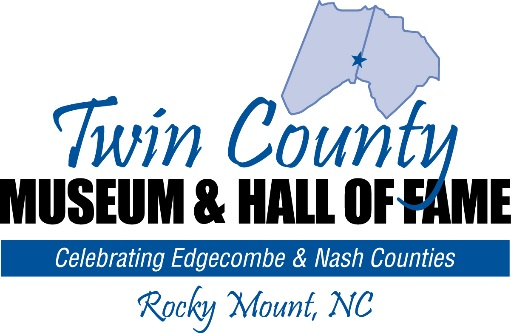 Twin County
MUSEUM & HALL OF FAME
Celebrating Edgecombe & Nash Counties
Rocky Mount, NC